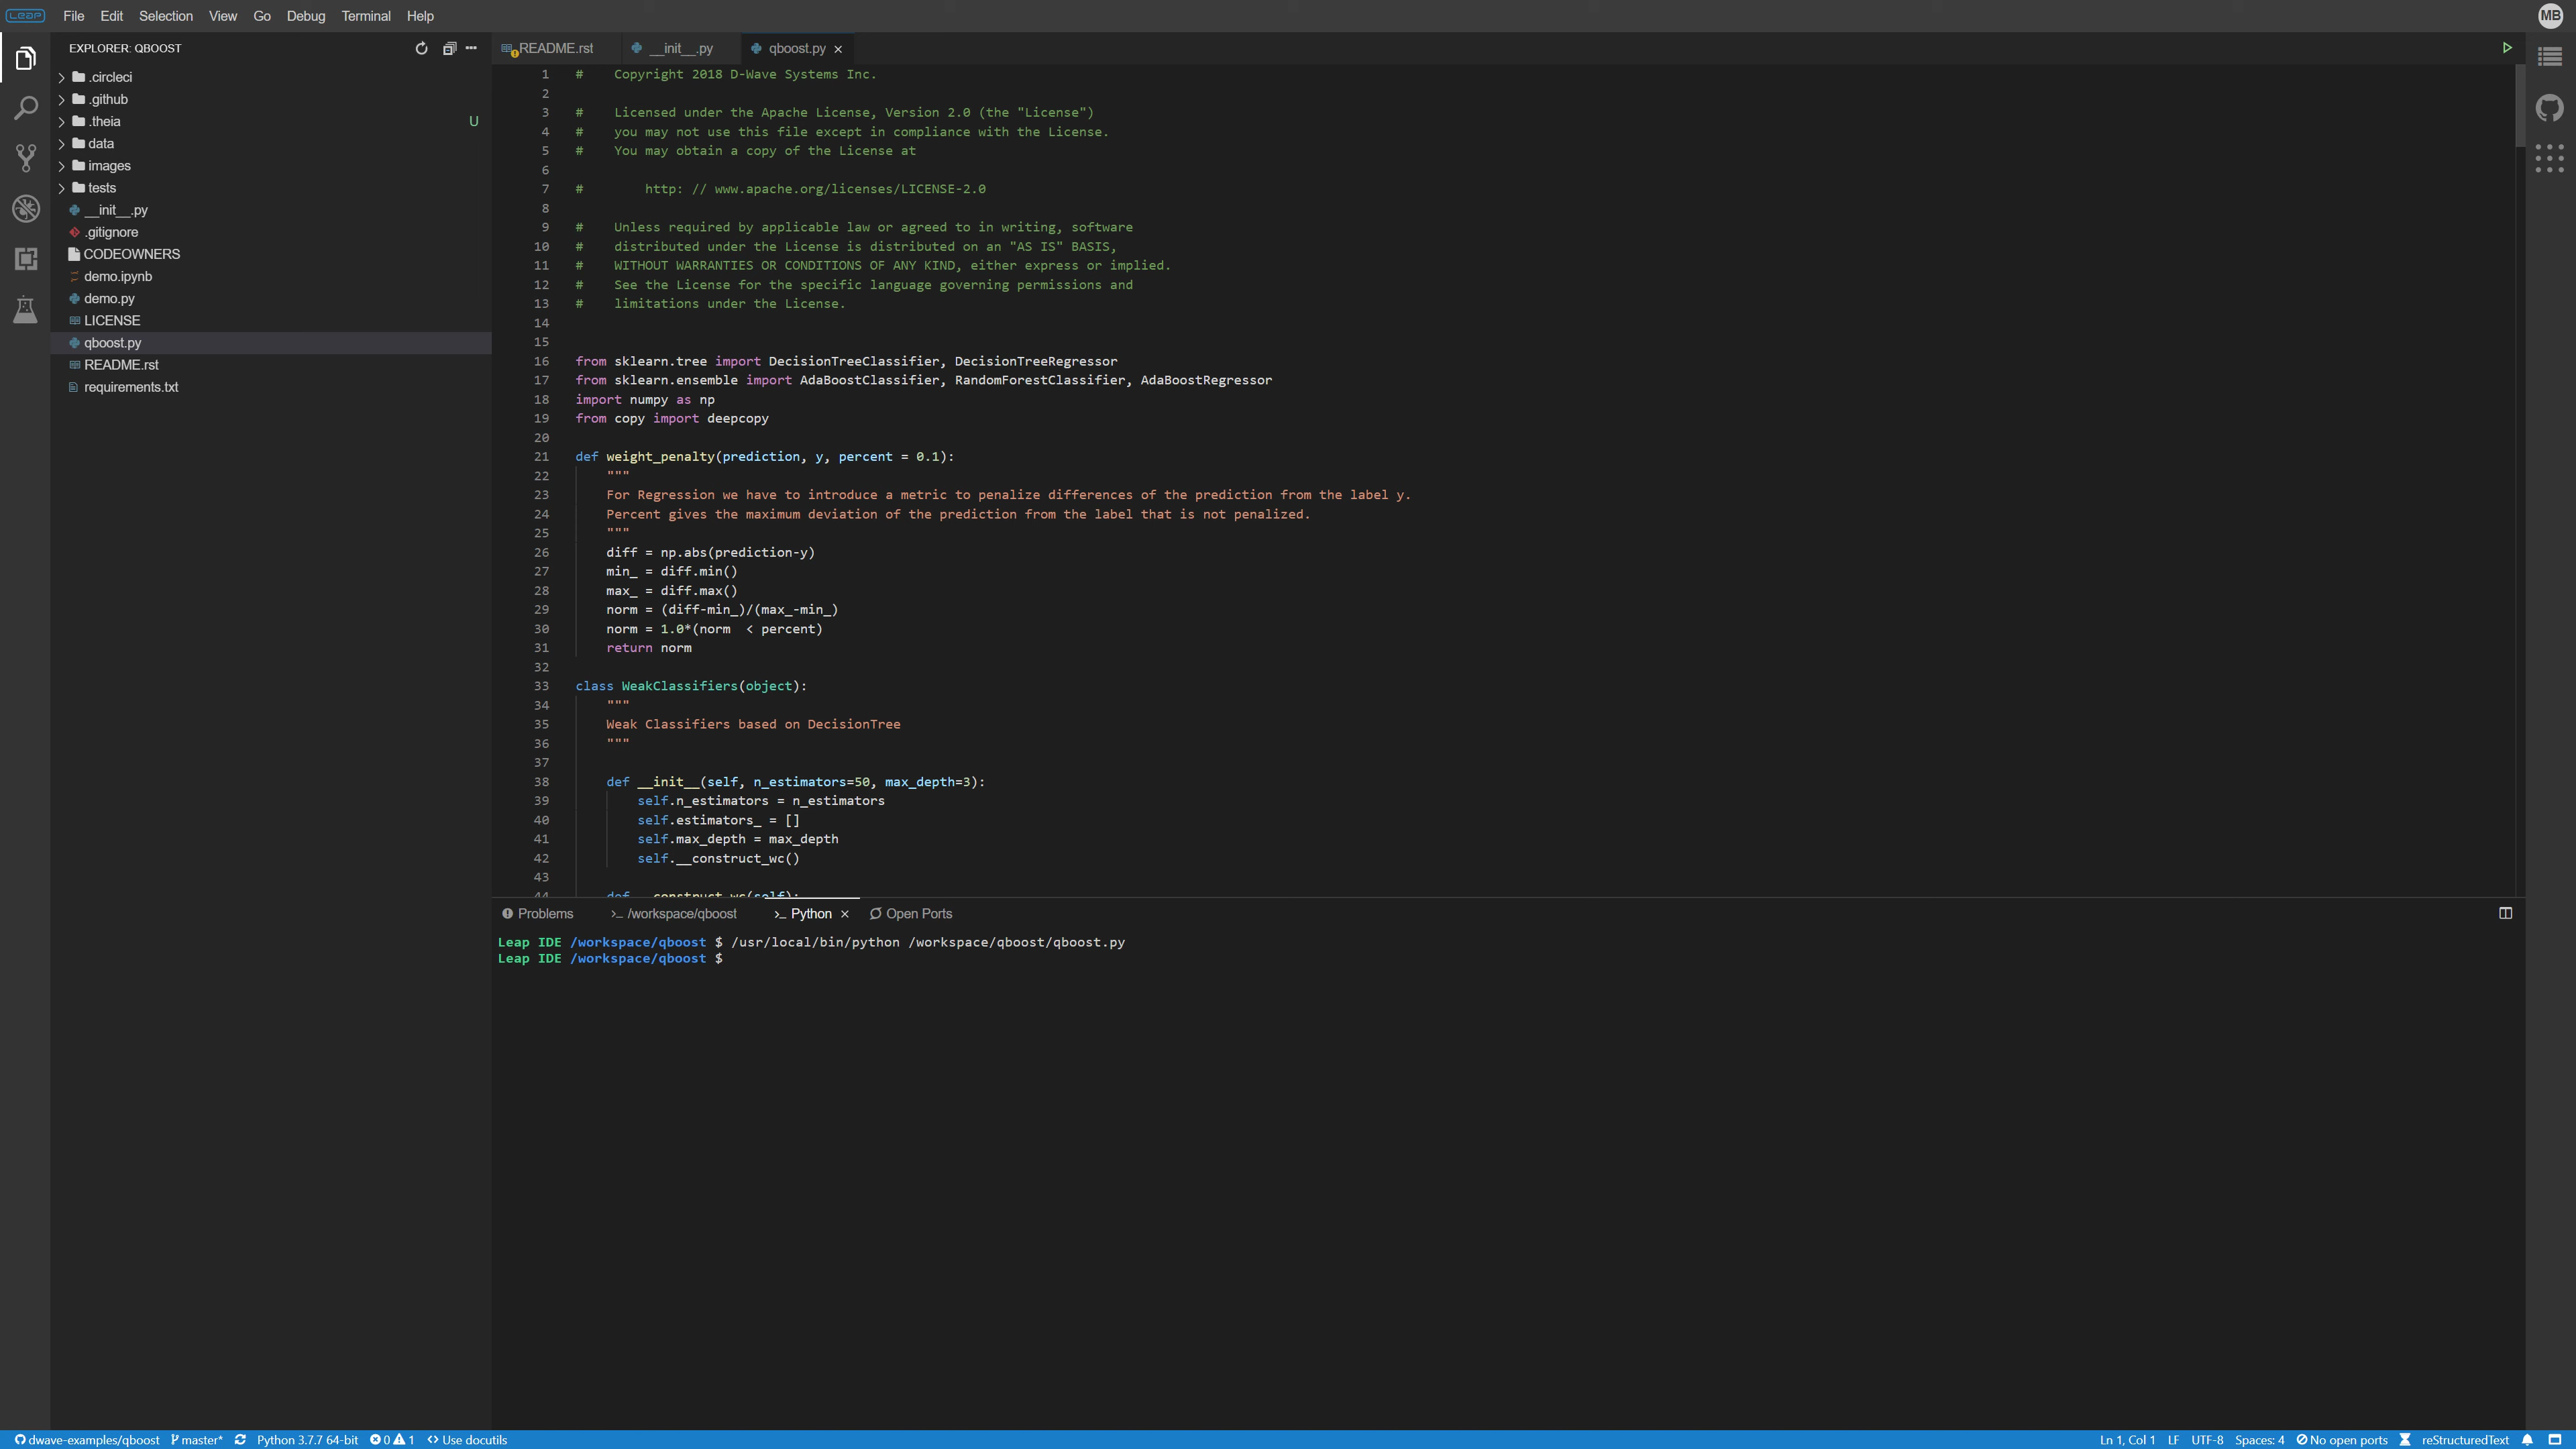 Leap File Edit Selection View Go Debug Terminal Help MB
EXPLORER: QBOOST
.circleci
.github
.theia U
data
images
tests
__init__.py
.gitignore
CODEOWNERS
demo.ipynb
demo.py
LICENSE
qboost.py
README.rst
requirements.txt
README.rst __init__.py qboost.py
1 # Copyright 2018 D-Wave Systems Inc.
2
3 # Licensed under the Apache License, Version 2.0 (the "License")
4 # you may not use this file except in compliance with the License.
5 # You may obtain a copy of the License at
6
7 # http: // www.apache.org/licenses/LICENSE-2.0
8
9 # Unless required by applicable law or agreed to in writing, software
10 # distributed under the License is distributed on an "AS IS" BASIS,
11 # WITHOUT WARRANTIES OR CONDITIONS OF ANY KIND, either express or implied.
12 # See the License for the specific language governing permissions and
13 # limitations under the License.
14
15
16 from sklearn.tree import DecisionTreeClassifier, DecisionTreeRegressor
17 from sklearn.ensemble import AdaBoostClassifier, RandomForestClassifier, AdaBoostRegressor
18 import numpy as np
19 from copy import deepcopy
20
21 def weight_penalty(prediction, y, percent = 0.1):
22 """
23 For Regression we have to introduce a metric to penalize differences of the prediction from the label y.
24 Percent gives the maximum deviation of the prediction from the label that is not penalized.
25 """
26 diff = np.abs(prediction-y)
27 min_ = diff.min()
28 max_ = diff.max()
29 norm = (diff-min_)/(max_-min_)
30 norm = 1.0*(norm  < percent)
31 return norm
32
33 class WeakClassifiers(object):
34 """
35 Weak Classifiers based on DecisionTree
36 """
37
38 def __init__(self, n_estimators=50, max_depth=3):
39 self.n_estimators = n_estimators
40 self.estimators_ = []
41 self.max_depth = max_depth
42 self.__construct_wc()
43
44 def __construct_wc(self):
Problems >_ /workspace/qboost >_ Python Open Ports
Leap IDE /workspace/qboost $ /usr/local/bin/python /workspace/qboost/qboost.py
Leap IDE /workspace/qboost $
dwave-examples/qboost master* Python 3.7.7 64-bit 0 1 <> Use docutils Ln 1, Col 1 LF UTF-8 Spaces: 4 No open ports reStructuredText